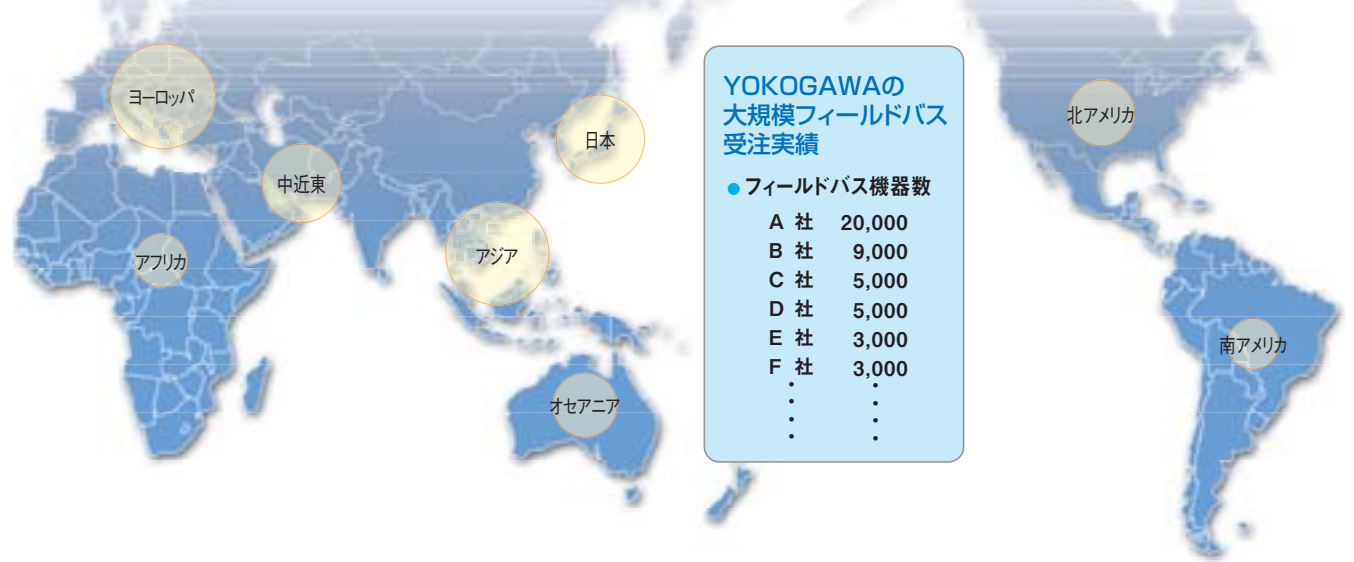 ヨーロッパ
日本
中近東
アフリカ
アジア
オセアニア
YOKOGAWAの
大規模フィールドバス
受注実績
● フィールドバス機器数
A 社 20,000
B 社 9,000
C 社 5,000
D 社 5,000
E 社 3,000
F 社 3,000
・ ・
・ ・
・ ・
・ ・
北アメリカ
南アメリカ